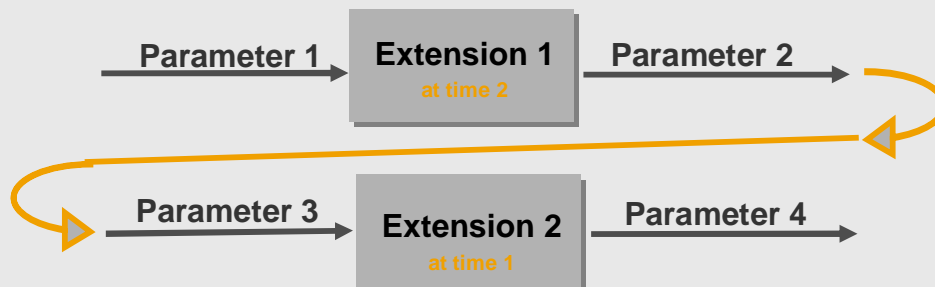 Parameter 1
Extension 1
at time 2
Parameter 2
Parameter 3
Extension 2
at time 1
Parameter 4